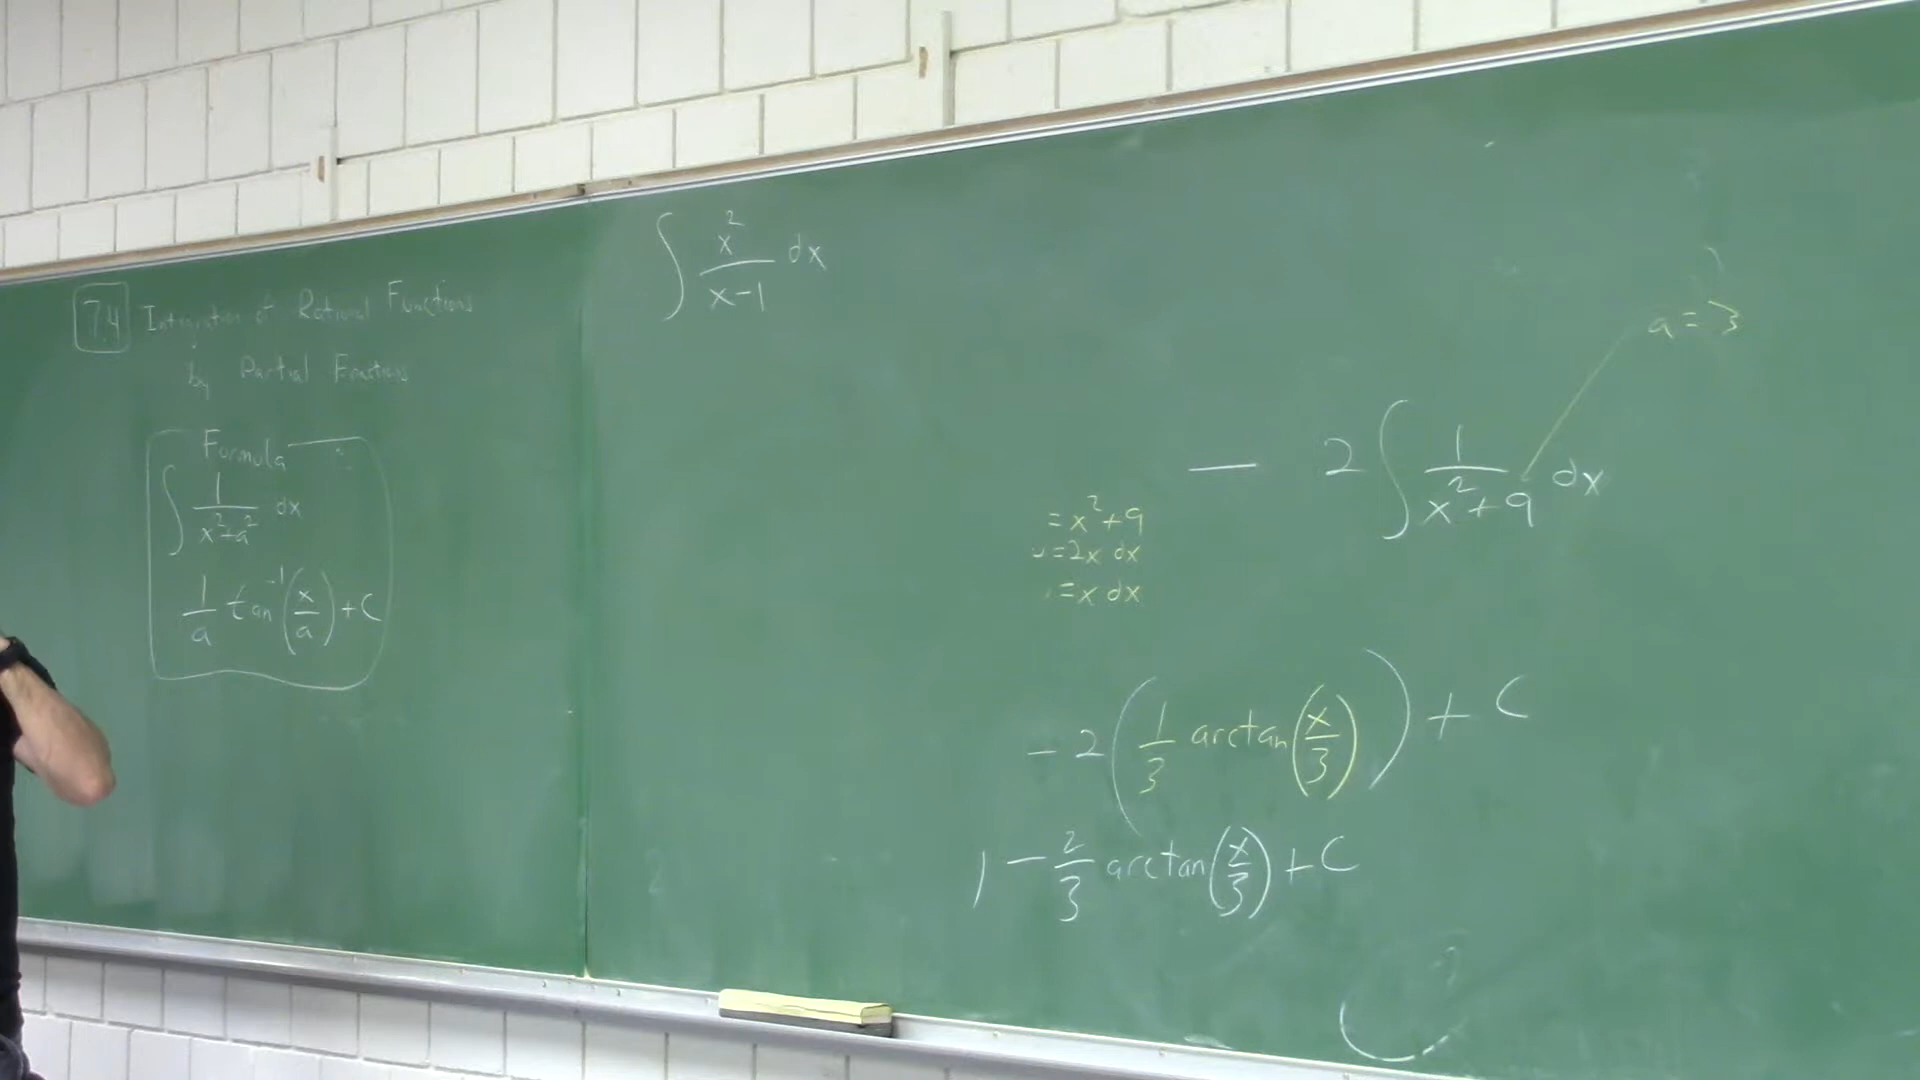 7.4 Integration of Rational Functions
by Partial Fractions
Formula
∫ 1/(x²+a²) dx
1/a tan⁻¹(x/a) + C
∫ x²/(x-1) dx
a = 3
— 2 ∫ 1/(x²+9) dx
= x²+9
= 2x dx
= x dx
- 2(1/3 arctan(x/3)) + C
| - 2/3 arctan(x/3) + C